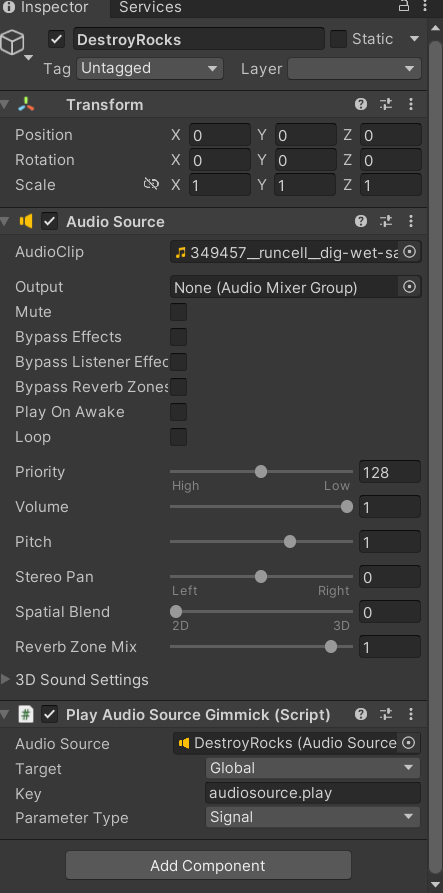 Inspector Services
DestroyRocks Static
Tag Untagged Layer
Transform
Position X 0 Y 0 Z 0
Rotation X 0 Y 0 Z 0
Scale X 1 Y 1 Z 1
Audio Source
AudioClip 349457__runcell__dig-wet-sa
Output None (Audio Mixer Group)
Mute
Bypass Effects
Bypass Listener Effec
Bypass Reverb Zones
Play On Awake
Loop
Priority 128
High Low
Volume 1
Pitch 1
Stereo Pan 0
Left Right
Spatial Blend 0
2D 3D
Reverb Zone Mix 1
3D Sound Settings
# Play Audio Source Gimmick (Script)
Audio Source DestroyRocks (Audio Source
Target Global
Key audiosource.play
Parameter Type Signal
Add Component